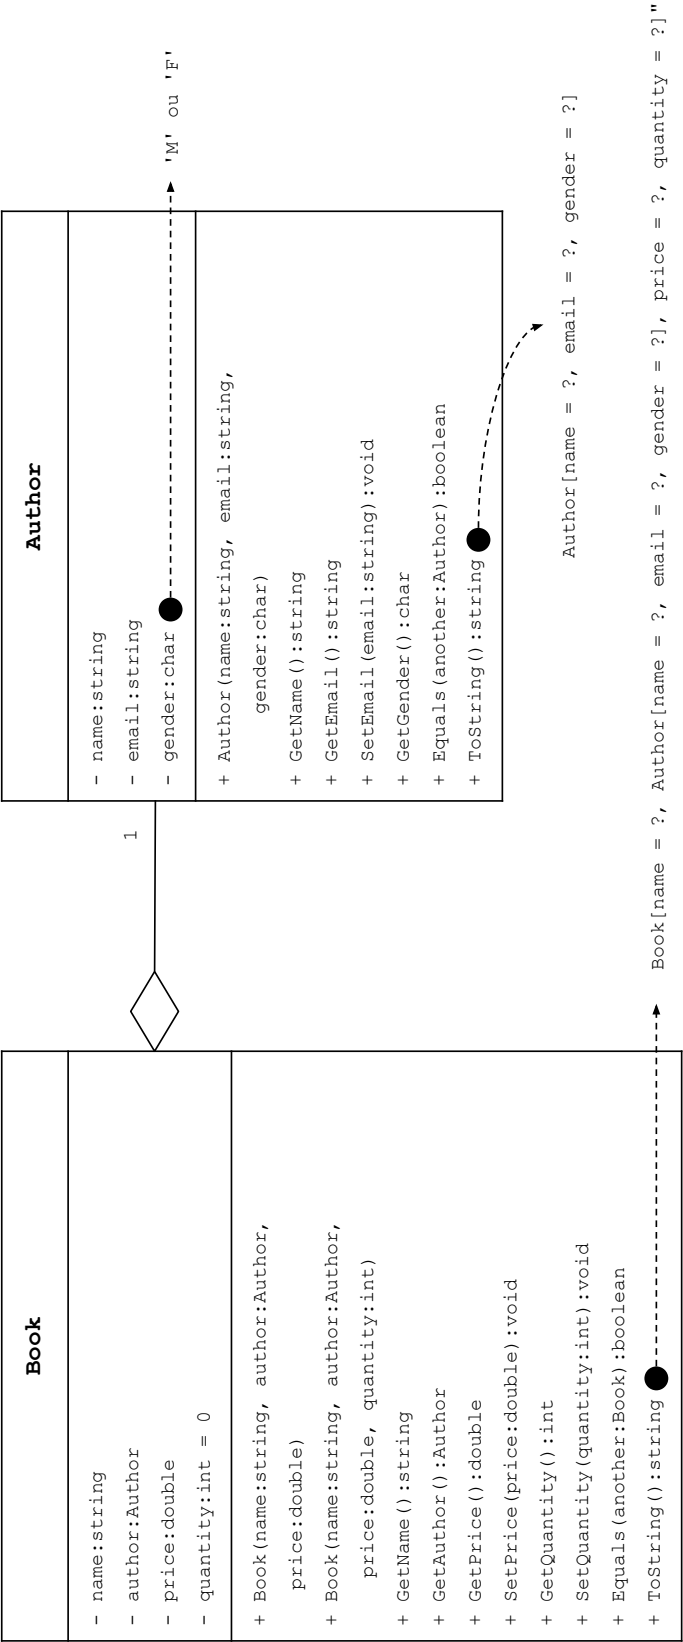 Book
- name:string
- author:Author
- price:double
- quantity:int = 0
+ Book(name:string, author:Author,
price:double)
+ Book(name:string, author:Author,
price:double, quantity:int)
+ GetName():string
+ GetAuthor():Author
+ GetPrice():double
+ SetPrice(price:double):void
+ GetQuantity():int
+ SetQuantity(quantity:int):void
+ Equals(another:Book):boolean
+ ToString():string
1
Author
- name:string
- email:string
- gender:char
'M' ou 'F'
+ Author(name:string, email:string,
gender:char)
+ GetName():string
+ GetEmail():string
+ SetEmail(email:string):void
+ GetGender():char
+ Equals(another:Author):boolean
+ ToString():string
Author[name = ?, email = ?, gender = ?]
Book[name = ?, Author[name = ?, email = ?, gender = ?], price = ?, quantity = ?]"